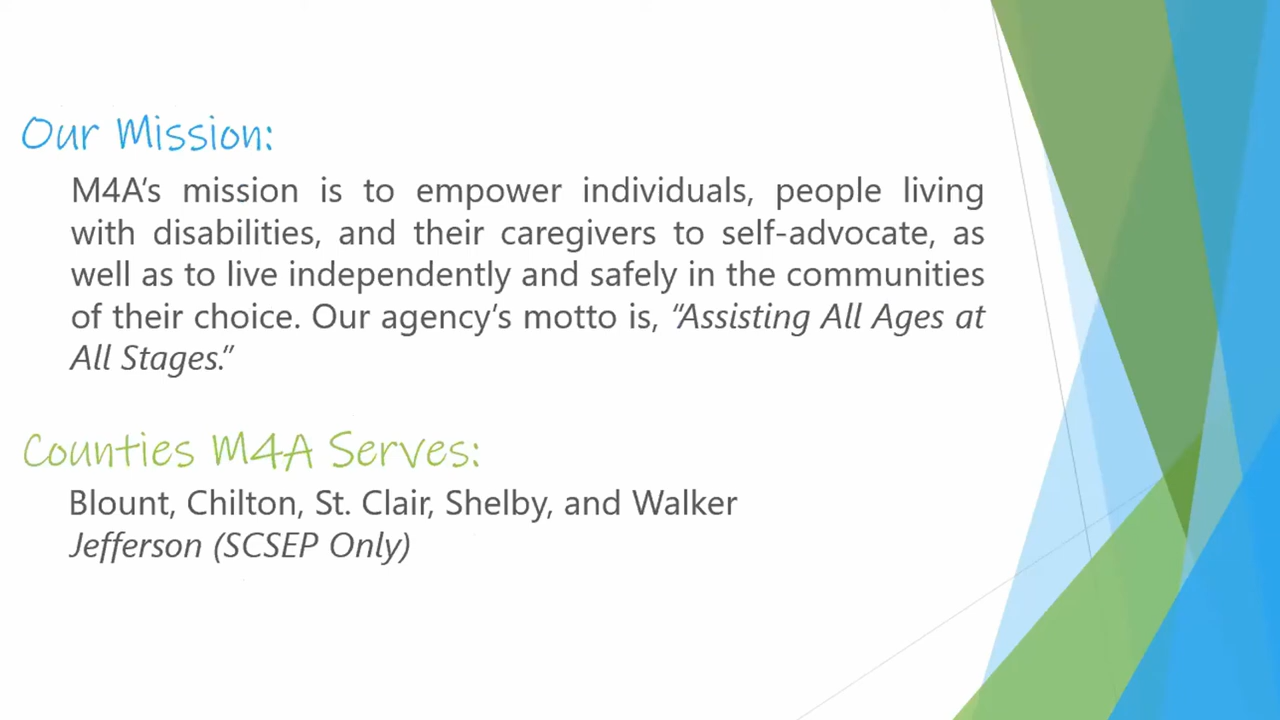 Our Mission:
M4A's mission is to empower individuals, people living
with disabilities, and their caregivers to self-advocate, as
well as to live independently and safely in the communities
of their choice. Our agency's motto is, “Assisting All Ages at
All Stages.”
Counties M4A Serves:
Blount, Chilton, St. Clair, Shelby, and Walker
Jefferson (SCSEP Only)